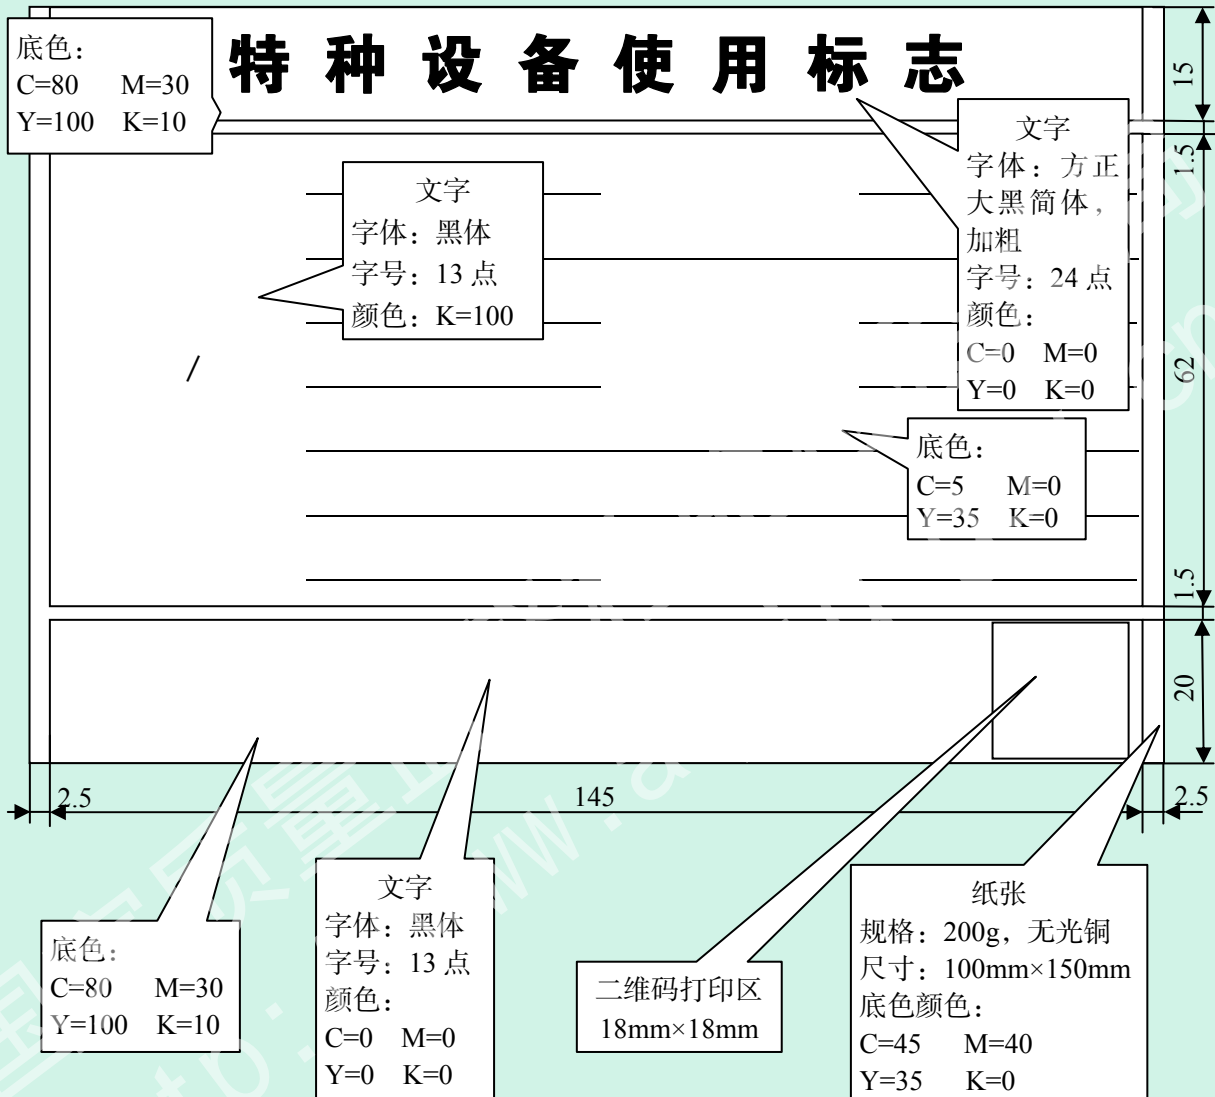 特种设备使用标志
底色：
C=80 M=30
Y=100 K=10
文字
字体：黑体
字号：13 点
颜色：K=100
文字
字体：方正
大黑简体，
加粗
字号：24 点
颜色：
C=0 M=0
Y=0 K=0
底色：
C=5 M=0
Y=35 K=0
/
15
1.5
62
1.5
20
2.5
145
2.5
底色：
C=80 M=30
Y=100 K=10
文字
字体：黑体
字号：13 点
颜色：
C=0 M=0
Y=0 K=0
二维码打印区
18mm×18mm
纸张
规格：200g，无光铜
尺寸：100mm×150mm
底色颜色：
C=45 M=40
Y=35 K=0